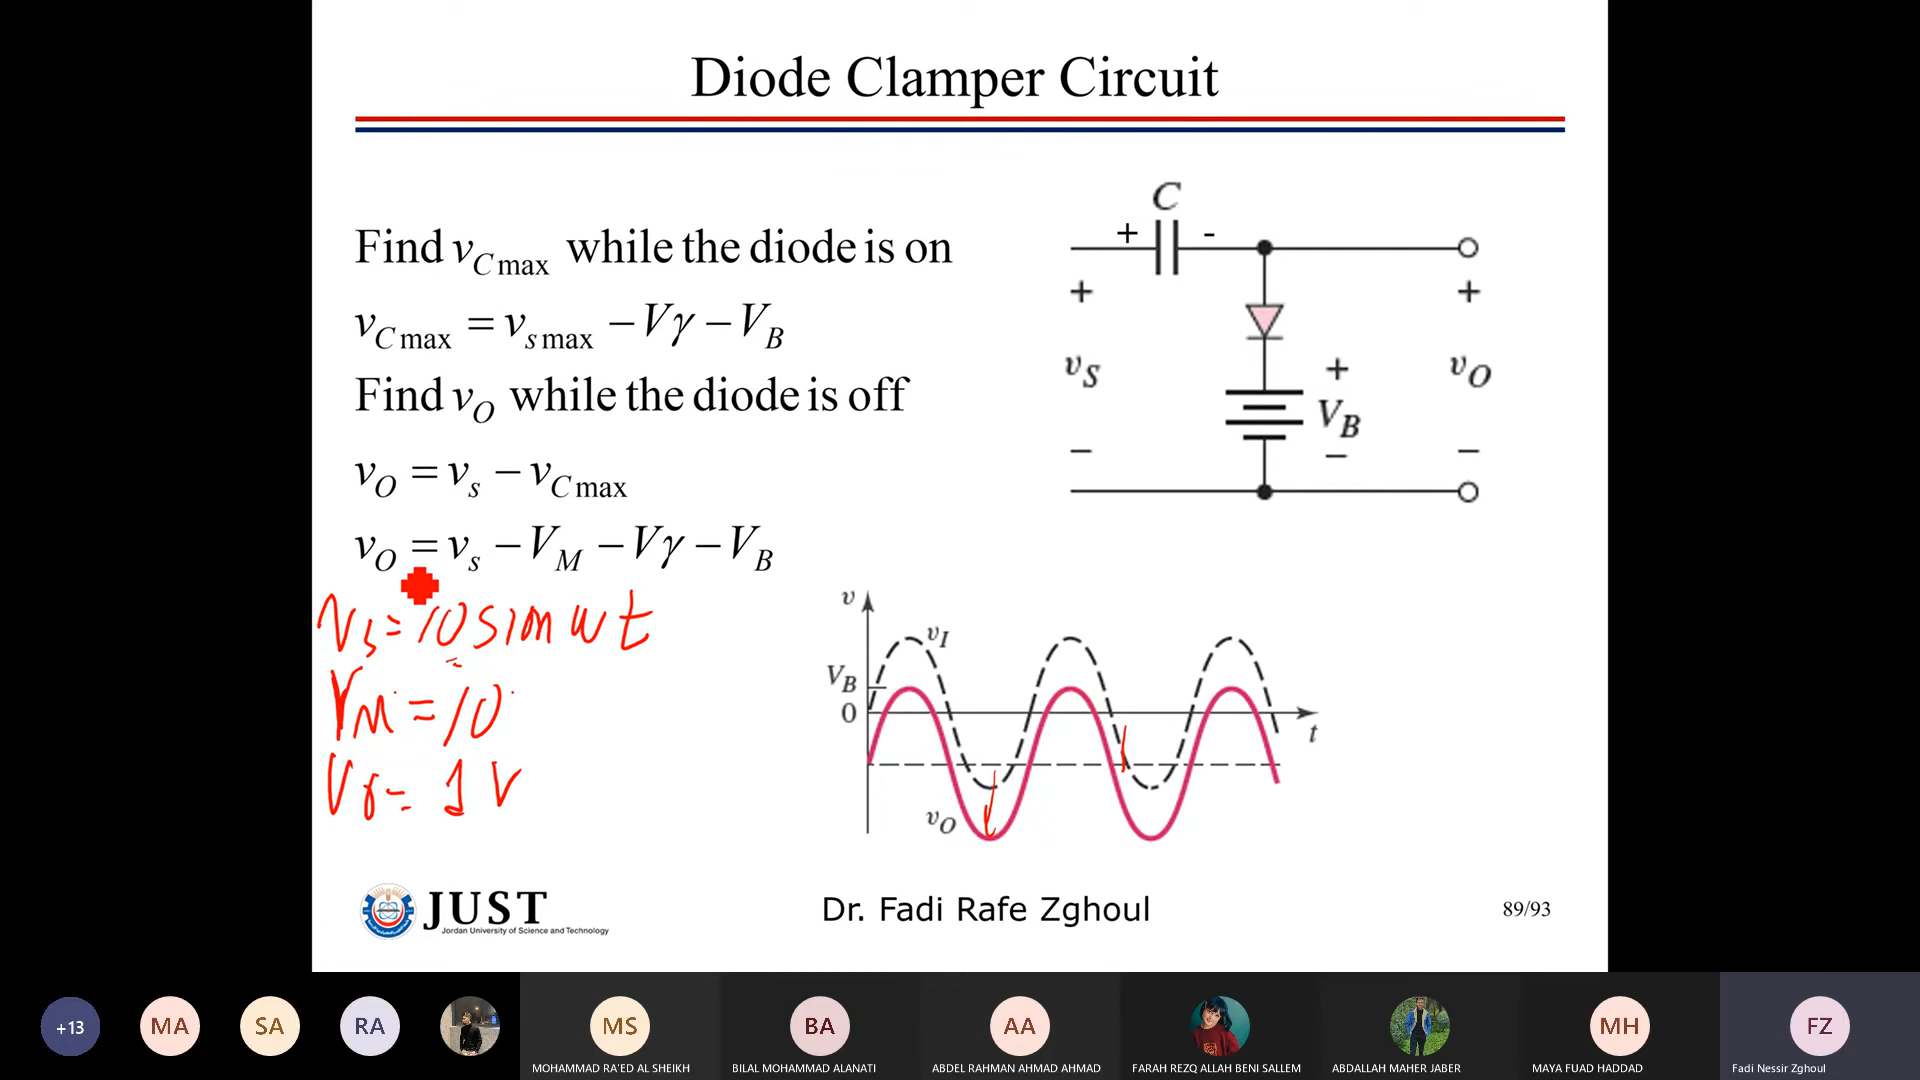 Diode Clamper Circuit
Find v_C max while the diode is on
v_C max = v_s max − Vγ − V_B
Find v_O while the diode is off
v_O = v_s − v_C max
v_O = v_s − V_M − Vγ − V_B
Vs = 10 sin wt
VM = 10
Vγ = 1 V
C
+ -
+ +
v_S
+
V_B
−
v_O
− −
v
v_I
V_B
0
t
v_O
JUST
Jordan University of Science and Technology
Dr. Fadi Rafe Zghoul
89/93
+13
MA
SA
RA
MS
BA
AA
MH
FZ
MOHAMMAD RA'ED AL SHEIKH
BILAL MOHAMMAD ALANATI
ABDEL RAHMAN AHMAD AHMAD
FARAH REZQ ALLAH BENI SALLEM
ABDALLAH MAHER JABER
MAYA FUAD HADDAD
Fadi Nessir Zghoul